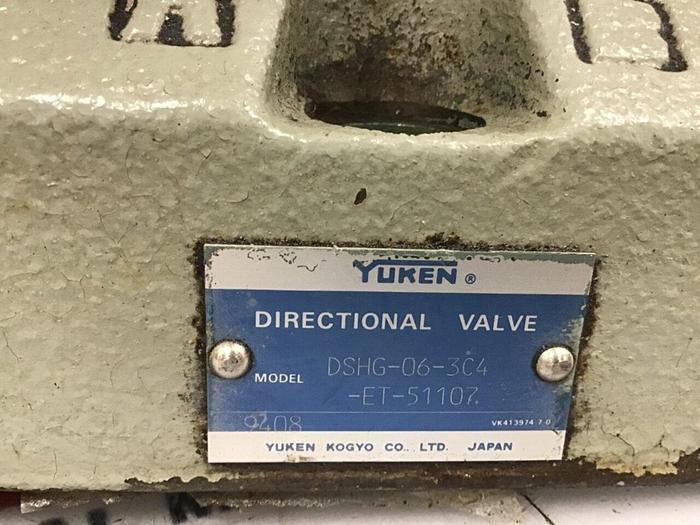 A B
YUKEN ®
DIRECTIONAL VALVE
MODEL DSHG-06-3C4
-ET-51107
9408 VK413974 7-0
YUKEN KOGYO CO., LTD. JAPAN